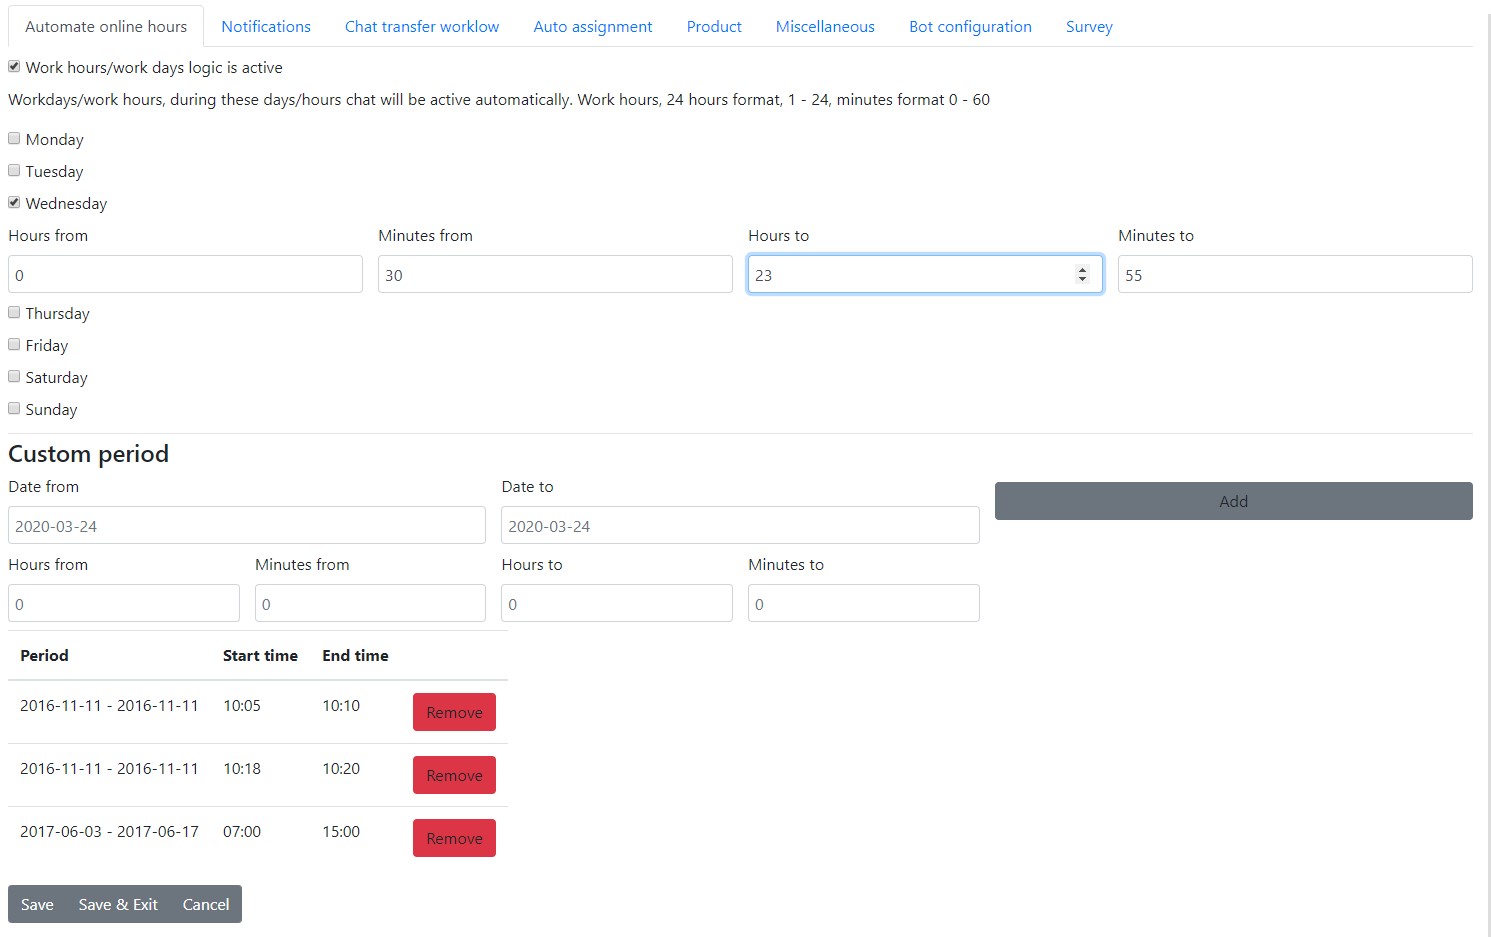 Automate online hours Notifications Chat transfer worklow Auto assignment Product Miscellaneous Bot configuration Survey
Work hours/work days logic is active
Workdays/work hours, during these days/hours chat will be active automatically. Work hours, 24 hours format, 1 - 24, minutes format 0 - 60
Monday
Tuesday
Wednesday
Hours from Minutes from Hours to Minutes to
0 30 23 55
Thursday
Friday
Saturday
Sunday
Custom period
Date from Date to Add
2020-03-24 2020-03-24
Hours from Minutes from Hours to Minutes to
0 0 0 0
Period Start time End time
2016-11-11 - 2016-11-11 10:05 10:10 Remove
2016-11-11 - 2016-11-11 10:18 10:20 Remove
2017-06-03 - 2017-06-17 07:00 15:00 Remove
Save Save & Exit Cancel